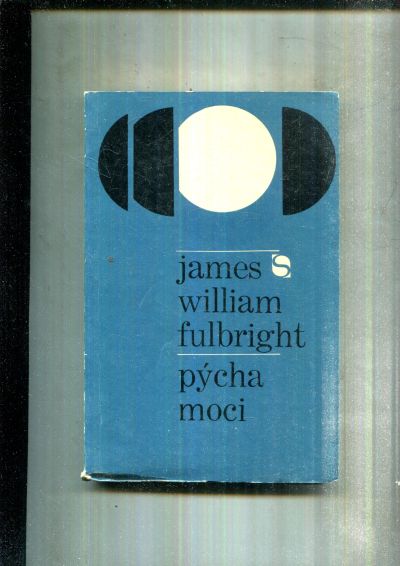 james S
william
fulbright
pýcha
moci